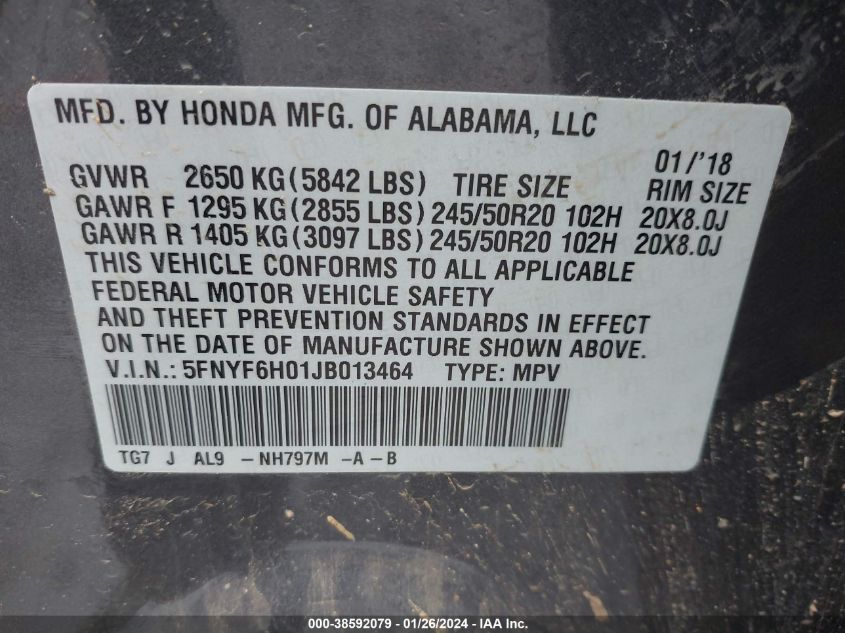 MFD. BY HONDA MFG. OF ALABAMA, LLC
01/'18
GVWR 2650 KG (5842 LBS) TIRE SIZE RIM SIZE
GAWR F 1295 KG (2855 LBS) 245/50R20 102H 20X8.0J
GAWR R 1405 KG (3097 LBS) 245/50R20 102H 20X8.0J
THIS VEHICLE CONFORMS TO ALL APPLICABLE
FEDERAL MOTOR VEHICLE SAFETY
AND THEFT PREVENTION STANDARDS IN EFFECT
ON THE DATE OF MANUFACTURE SHOWN ABOVE.
V.I.N.: 5FNYF6H01JB013464 TYPE: MPV
TG7 J AL9 -NH797M -A-B
000-38592079 - 01/26/2024 - IAA Inc.